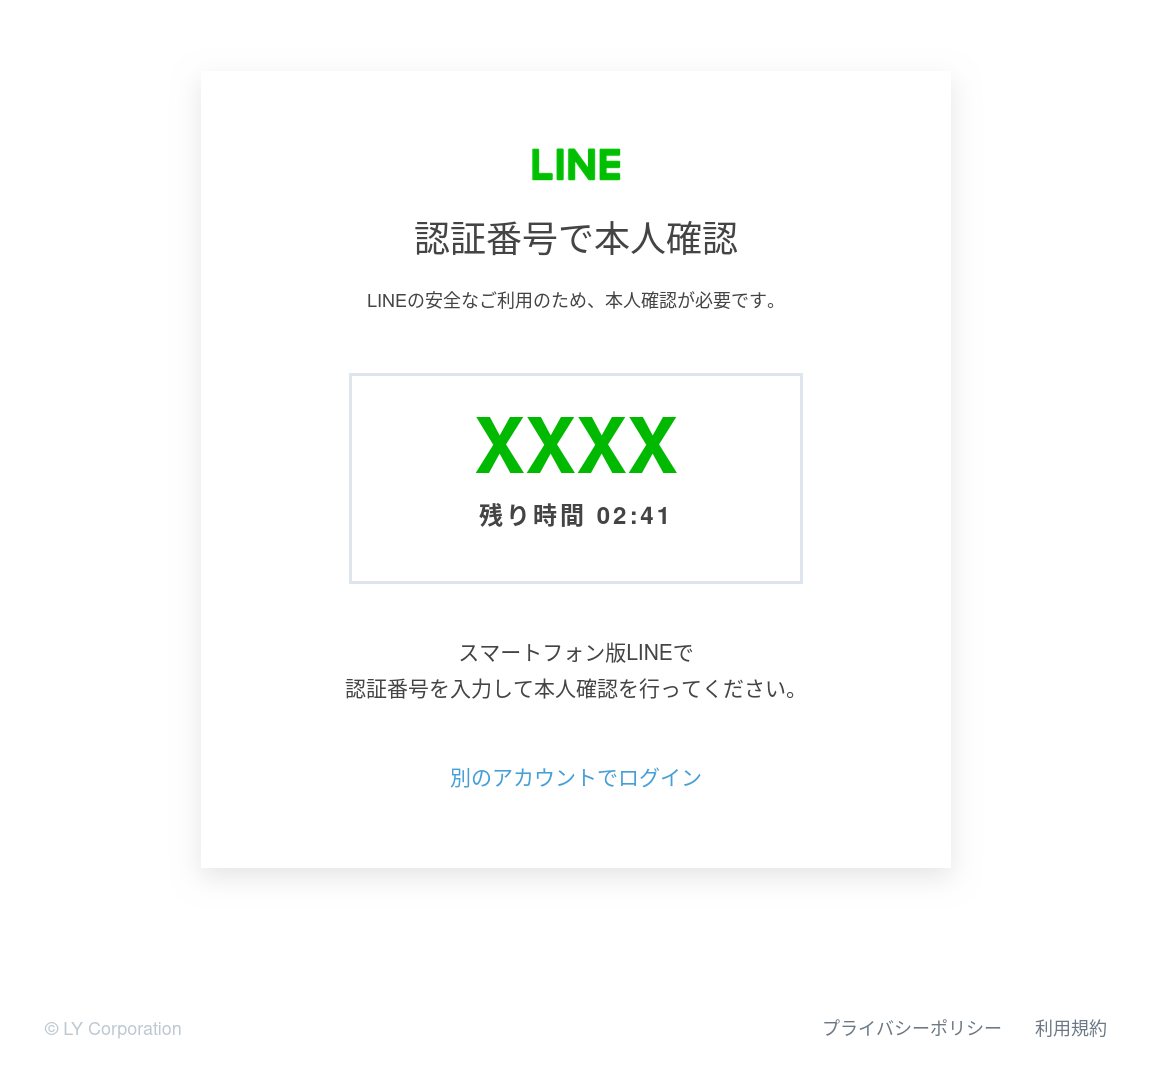 LINE
認証番号で本人確認
LINEの安全なご利用のため、本人確認が必要です。
XXXX
残り時間 02:41
スマートフォン版LINEで
認証番号を入力して本人確認を行ってください。
別のアカウントでログイン
© LY Corporation
プライバシーポリシー 利用規約